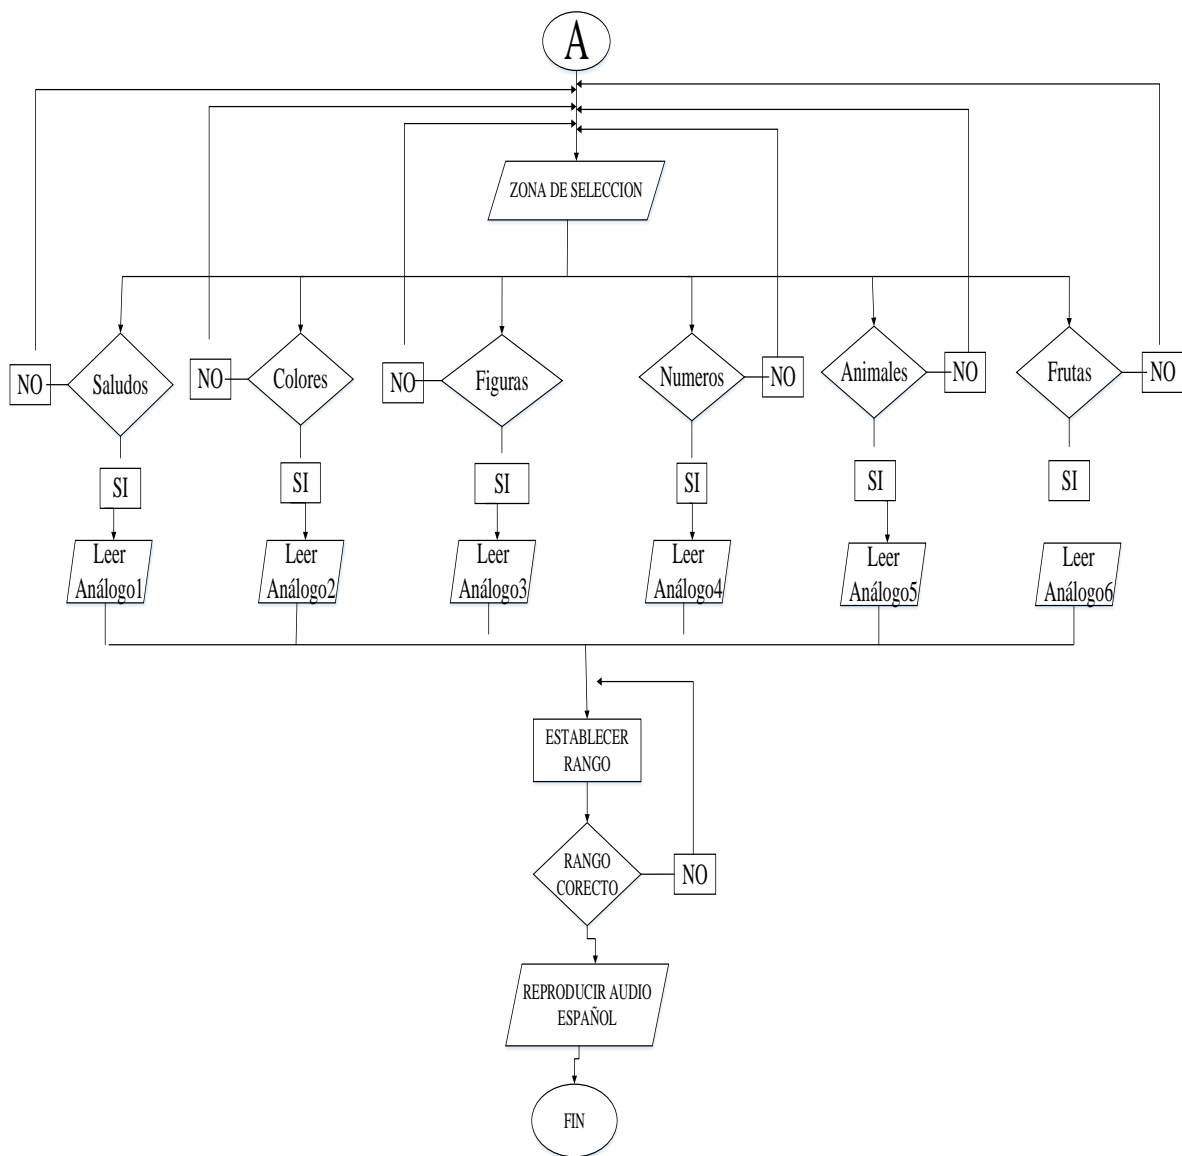 A
ZONA DE SELECCION
NO
Saludos
NO
Colores
NO
Figuras
Numeros
NO
Animales
NO
Frutas
NO
SI
SI
SI
SI
SI
SI
Leer
Análogo1
Leer
Análogo2
Leer
Análogo3
Leer
Análogo4
Leer
Análogo5
Leer
Análogo6
ESTABLECER
RANGO
RANGO
CORECTO
NO
REPRODUCIR AUDIO
ESPAÑOL
FIN